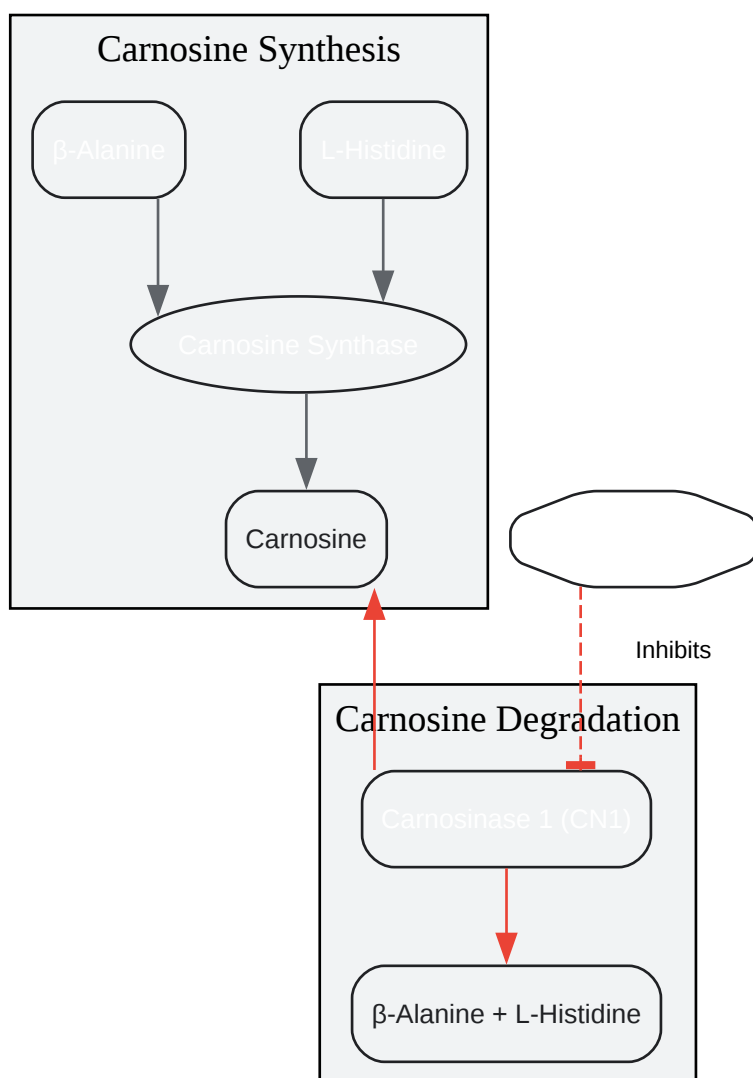 Carnosine Synthesis
β-Alanine
L-Histidine
Carnosine Synthase
Carnosine
Inhibits
Carnosine Degradation
Carnosinase 1 (CN1)
β-Alanine + L-Histidine